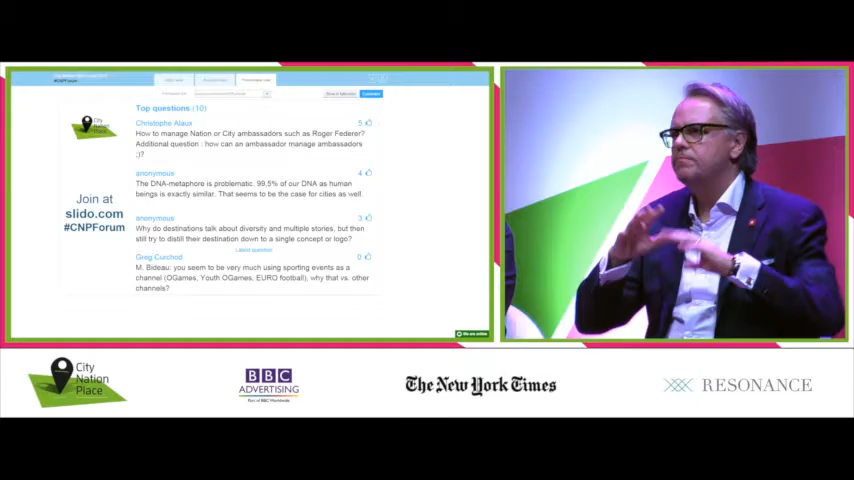 #CNPForum
Top questions (10)
Christophe Alaux
5
How to manage Nation or City ambassadors such as Roger Federer?
Additional question : how can an ambassador manage ambassadors
;)?
anonymous
4
The DNA-metaphore is problematic. 99,5% of our DNA as human
beings is exactly similar. That seems to be the case for cities as well.
anonymous
3
Why do destinations talk about diversity and multiple stories, but then
still try to distill their destination down to a single concept or logo?
Latest question
Greg Curchod
0
M. Bideau: you seem to be very much using sporting events as a
channel (OGames, Youth OGames, EURO football), why that vs. other
channels?
City
Nation
Place
Join at
slido.com
#CNPForum
We are online
City
Nation
Place
BBC
ADVERTISING
Part of BBC Worldwide
The New York Times
RESONANCE